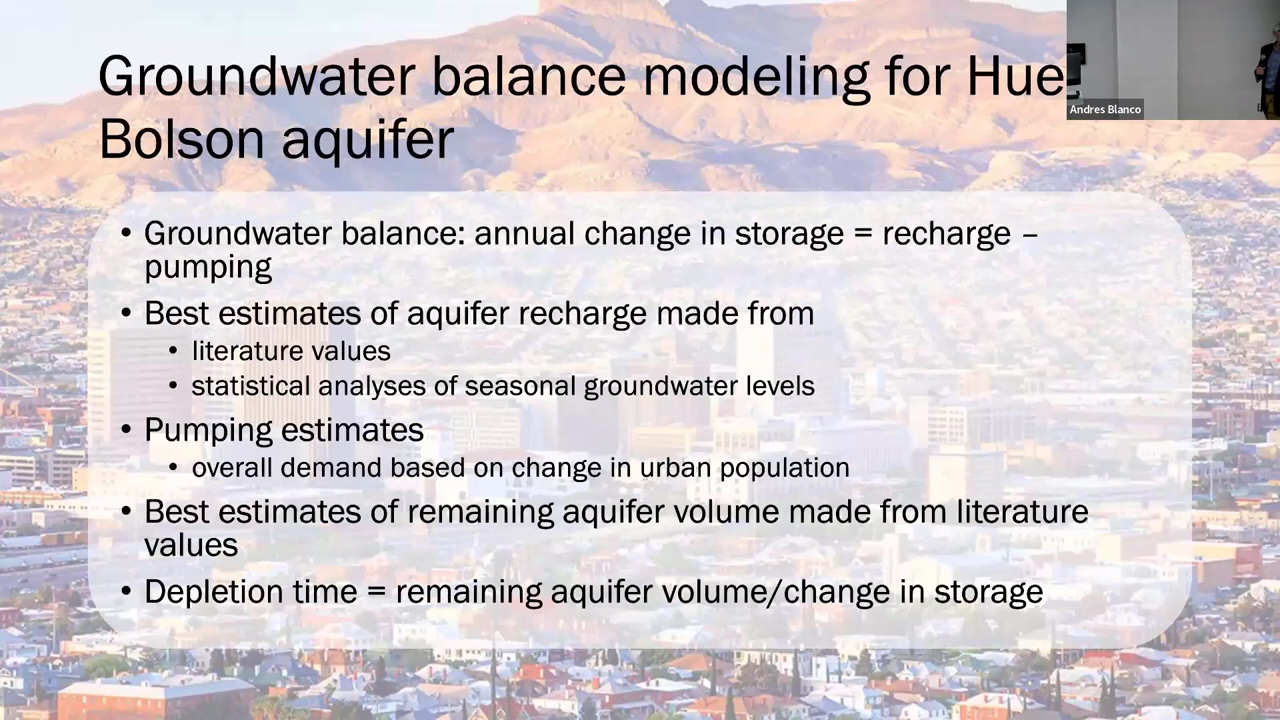 Groundwater balance modeling for Hue
Bolson aquifer
Andres Blanco
• Groundwater balance: annual change in storage = recharge –
pumping
• Best estimates of aquifer recharge made from
• literature values
• statistical analyses of seasonal groundwater levels
• Pumping estimates
• overall demand based on change in urban population
• Best estimates of remaining aquifer volume made from literature
values
• Depletion time = remaining aquifer volume/change in storage